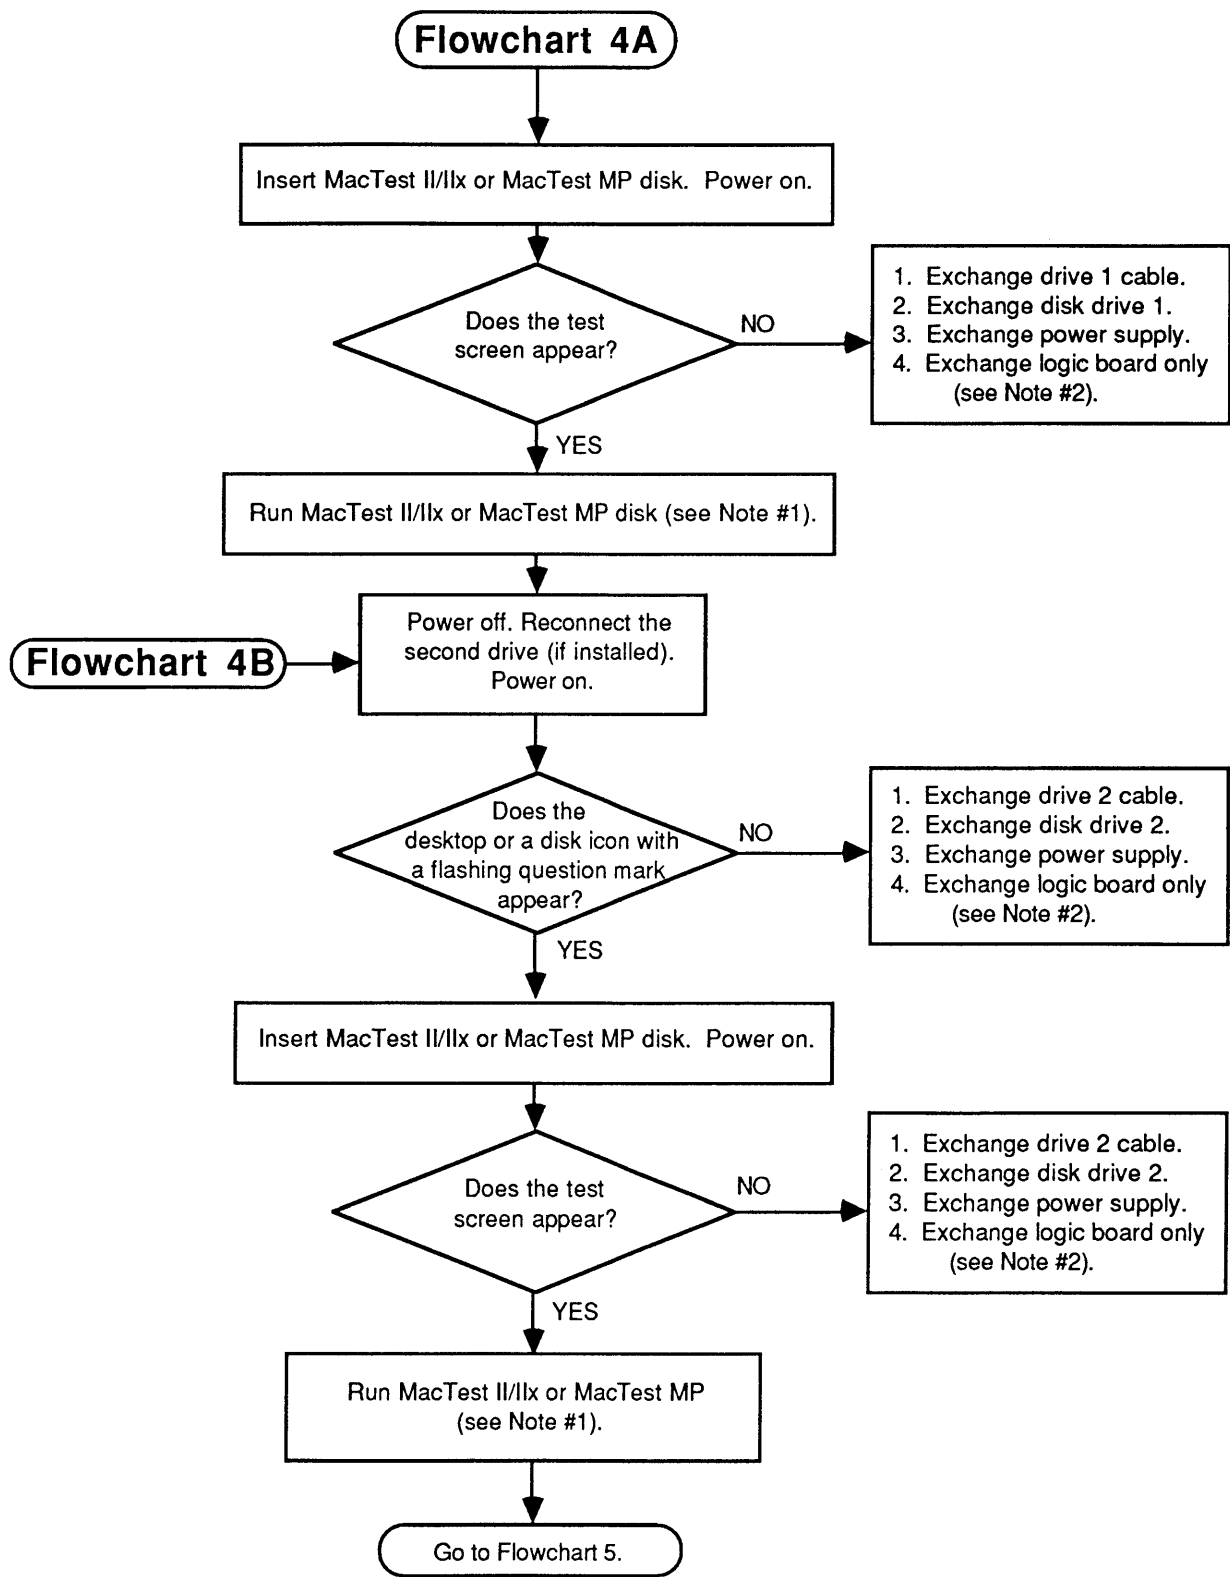 Flowchart 4A
Insert MacTest II/IIx or MacTest MP disk. Power on.
Does the test
screen appear?
NO
1. Exchange drive 1 cable.
2. Exchange disk drive 1.
3. Exchange power supply.
4. Exchange logic board only
(see Note #2).
YES
Run MacTest II/IIx or MacTest MP disk (see Note #1).
Flowchart 4B
Power off. Reconnect the
second drive (if installed).
Power on.
Does the
desktop or a disk icon with
a flashing question mark
appear?
NO
1. Exchange drive 2 cable.
2. Exchange disk drive 2.
3. Exchange power supply.
4. Exchange logic board only
(see Note #2).
YES
Insert MacTest II/IIx or MacTest MP disk. Power on.
Does the test
screen appear?
NO
1. Exchange drive 2 cable.
2. Exchange disk drive 2.
3. Exchange power supply.
4. Exchange logic board only
(see Note #2).
YES
Run MacTest II/IIx or MacTest MP
(see Note #1).
Go to Flowchart 5.